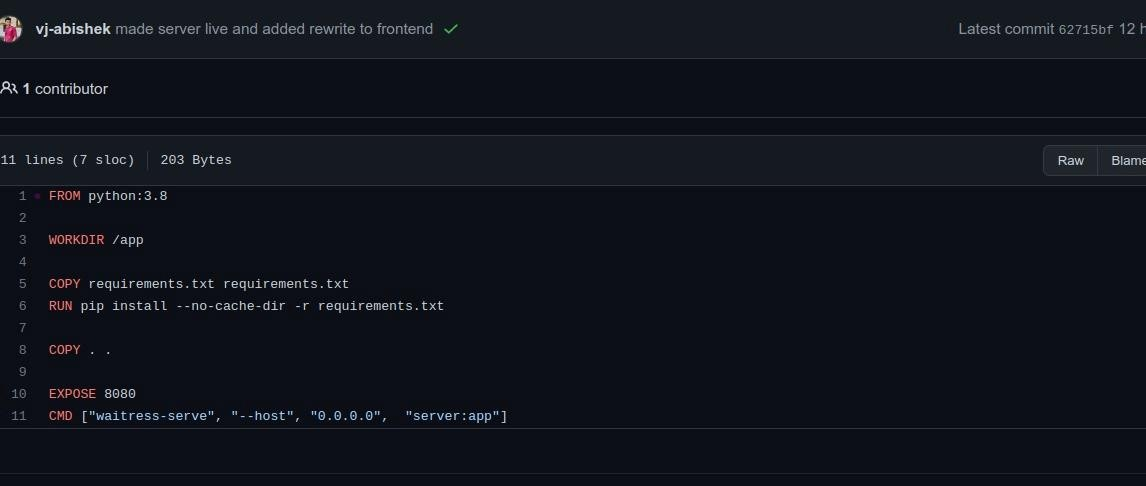 vj-abishek made server live and added rewrite to frontend
Latest commit 62715bf 12 h
1 contributor
11 lines (7 sloc) 203 Bytes
Raw Blame
1 FROM python:3.8
2
3 WORKDIR /app
4
5 COPY requirements.txt requirements.txt
6 RUN pip install --no-cache-dir -r requirements.txt
7
8 COPY . .
9
10 EXPOSE 8080
11 CMD ["waitress-serve", "--host", "0.0.0.0",  "server:app"]